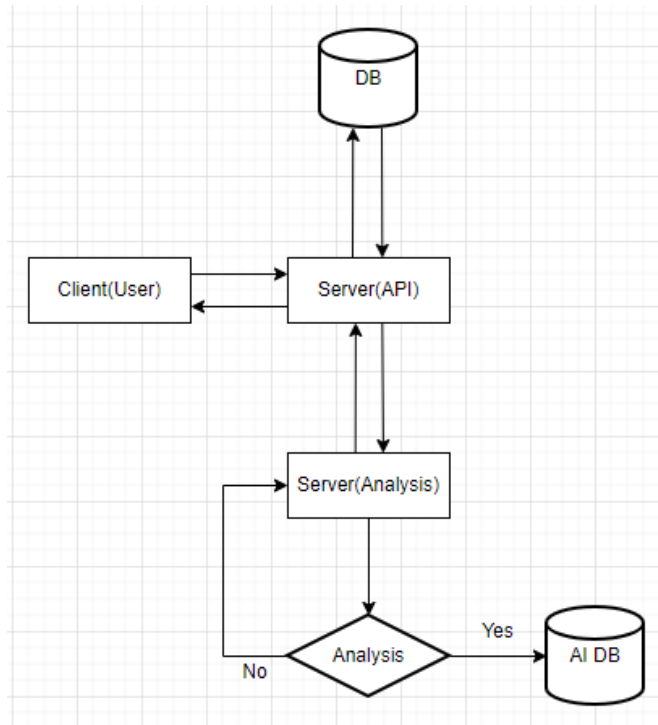 DB
Client(User)
Server(API)
Server(Analysis)
Yes
Analysis
AI DB
No